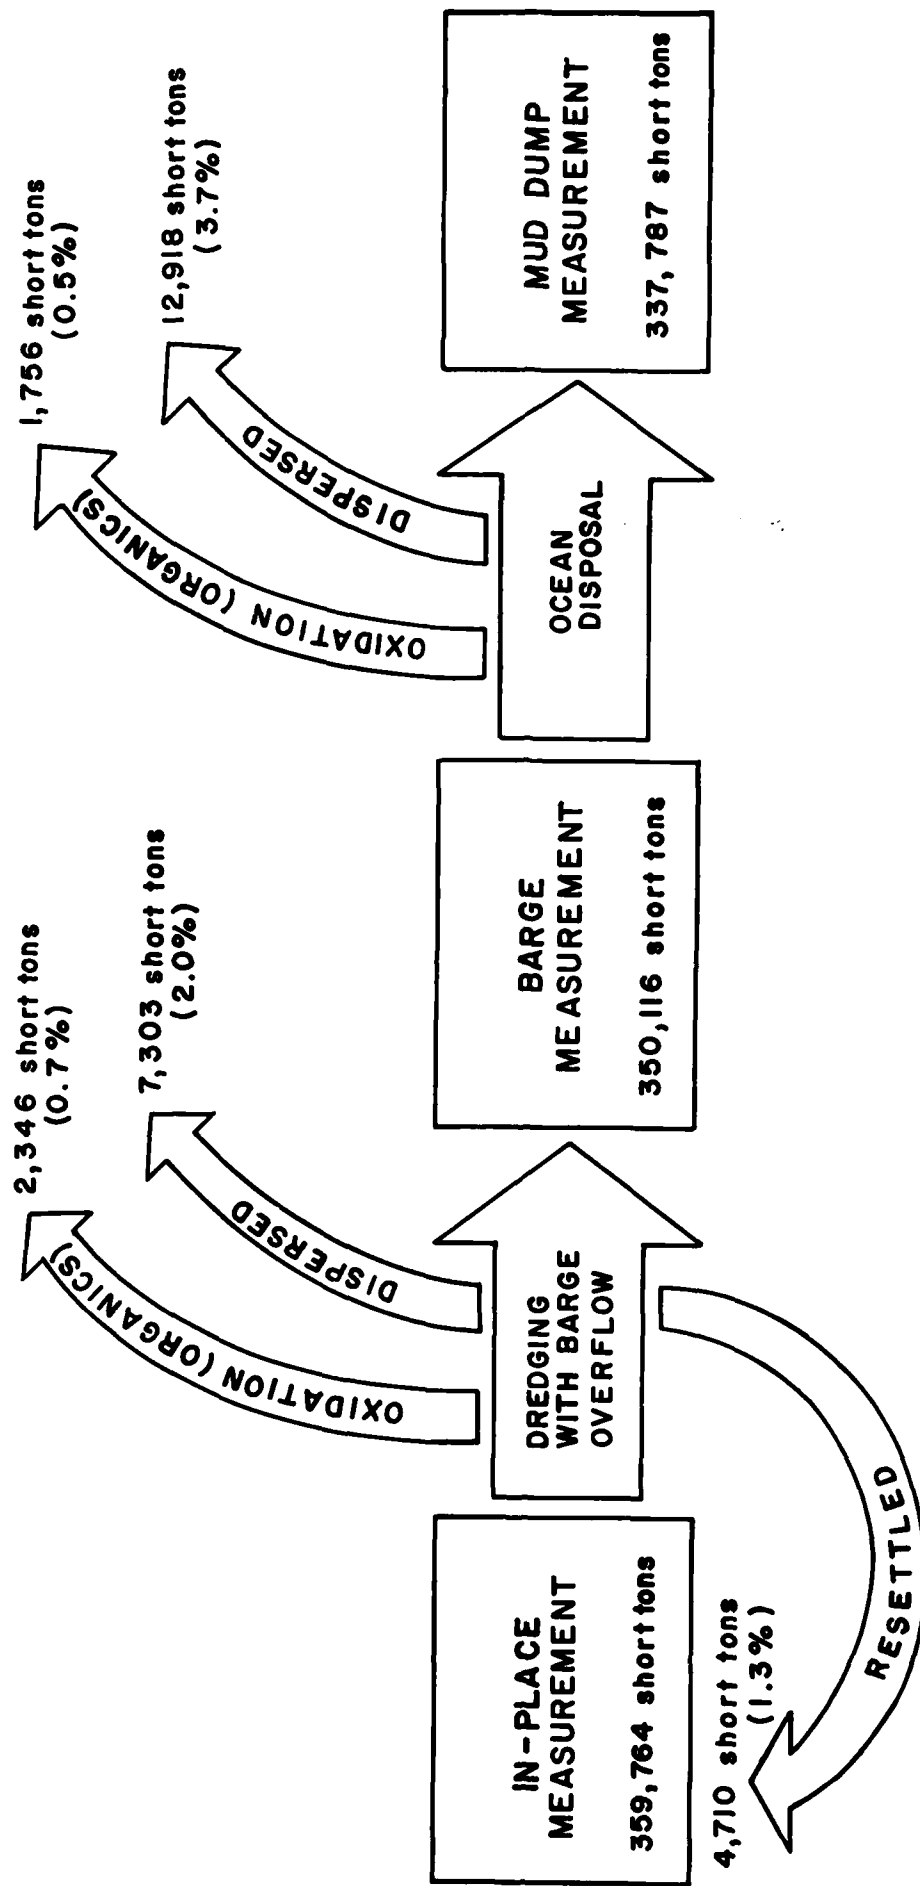 2,346 short tons
(0.7%)
7,303 short tons
(2.0%)
OXIDATION (ORGANICS)
DISPERSED
1,756 short tons
(0.5%)
12,918 short tons
(3.7%)
OXIDATION (ORGANICS)
DISPERSED
IN-PLACE
MEASUREMENT
359,764 short tons
DREDGING
WITH BARGE
OVERFLOW
BARGE
MEASUREMENT
350,116 short tons
OCEAN
DISPOSAL
MUD DUMP
MEASUREMENT
337,787 short tons
4,710 short tons
(1.3%)
RESETTLED